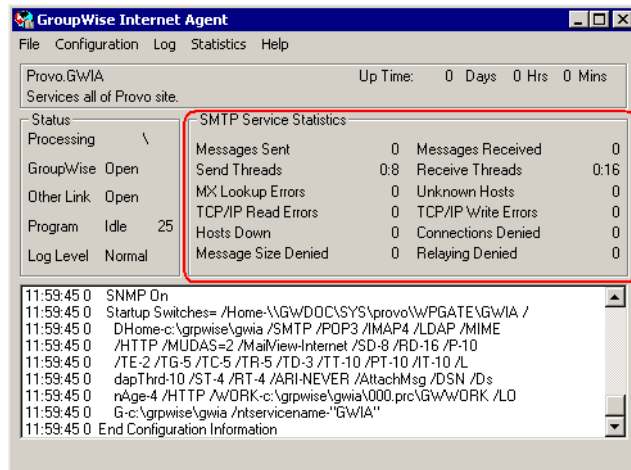 GroupWise Internet Agent
File Configuration Log Statistics Help
Provo.GWIA Up Time: 0 Days 0 Hrs 0 Mins
Services all of Provo site.
Status
Processing \
GroupWise Open
Other Link Open
Program Idle 25
Log Level Normal
SMTP Service Statistics
Messages Sent 0 Messages Received 0
Send Threads 0:8 Receive Threads 0:16
MX Lookup Errors 0 Unknown Hosts 0
TCP/IP Read Errors 0 TCP/IP Write Errors 0
Hosts Down 0 Connections Denied 0
Message Size Denied 0 Relaying Denied 0
11:59:45 0 SNMP On
11:59:45 0 Startup Switches= /Home-\\GWDOC\SYS\provo\WPGATE\GWIA /
11:59:45 0 DHome-c:\grpwise\gwia /SMTP /POP3 /IMAP4 /LDAP /MIME
11:59:45 0 /HTTP /MUDAS=2 /MailView-Internet /SD-8 /RD-16 /P-10
11:59:45 0 /TE-2 /TG-5 /TC-5 /TR-5 /TD-3 /TT-10 /PT-10 /IT-10 /L
11:59:45 0 dapThrd-10 /ST-4 /RT-4 /ARI-NEVER /AttachMsg /DSN /Ds
11:59:45 0 nAge-4 /HTTP /WORK-c:\grpwise\gwia\000.prc\GWWORK /LO
11:59:45 0 G-c:\grpwise\gwia /ntservicename-"GWIA"
11:59:45 0 End Configuration Information